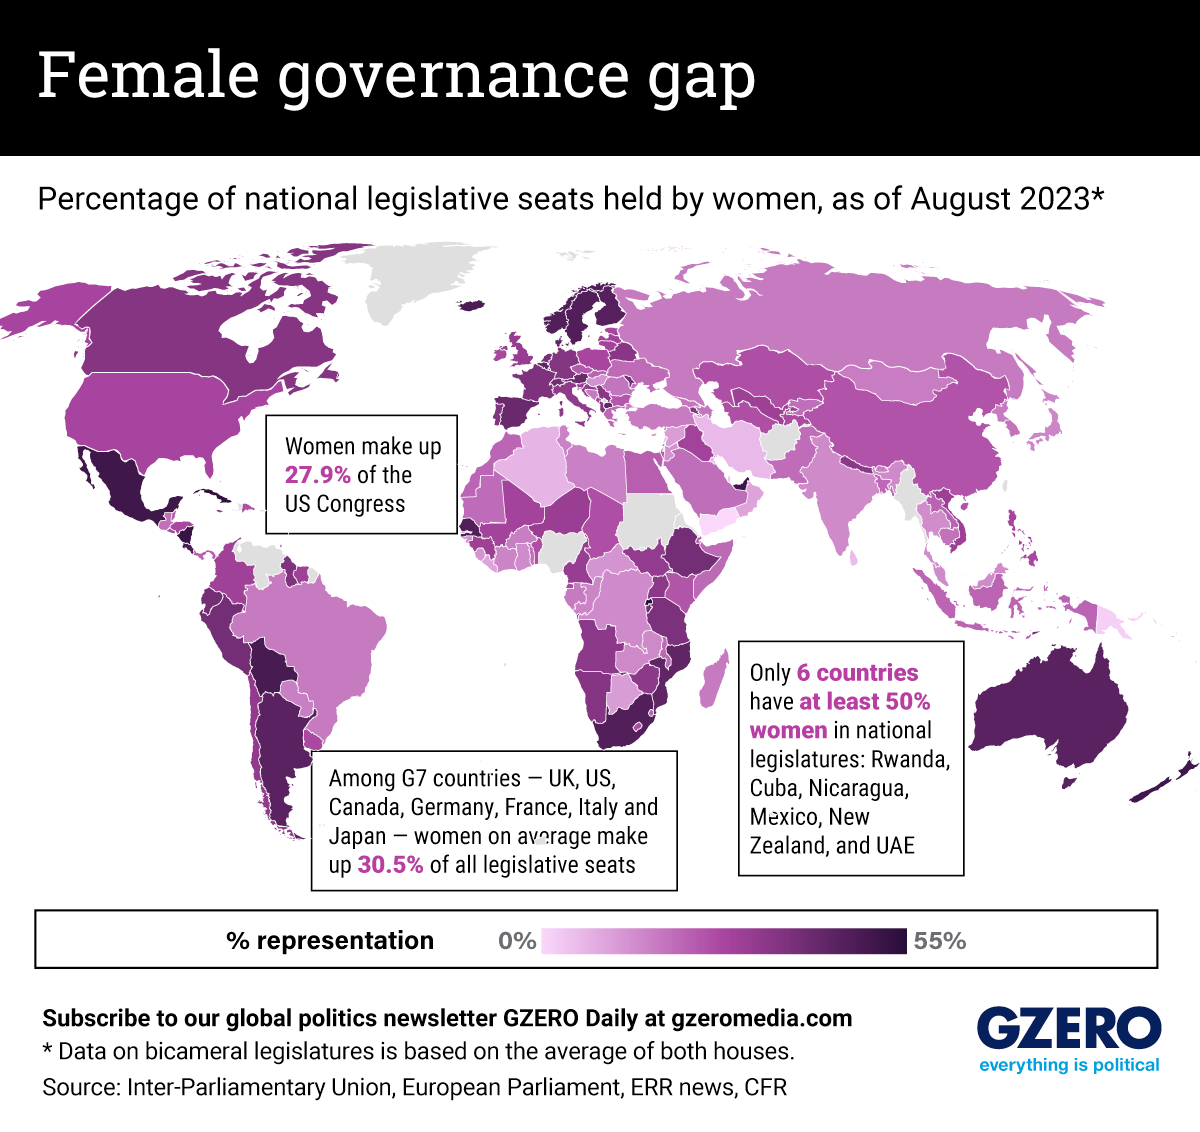 Female governance gap
Percentage of national legislative seats held by women, as of August 2023*
Women make up
27.9% of the
US Congress
Only 6 countries
have at least 50%
women in national
legislatures: Rwanda,
Cuba, Nicaragua,
Mexico, New
Zealand, and UAE
Among G7 countries – UK, US,
Canada, Germany, France, Italy and
Japan – women on average make
up 30.5% of all legislative seats
% representation 0% 55%
Subscribe to our global politics newsletter GZERO Daily at gzeromedia.com
* Data on bicameral legislatures is based on the average of both houses.
Source: Inter-Parliamentary Union, European Parliament, ERR news, CFR
GZERO
everything is political